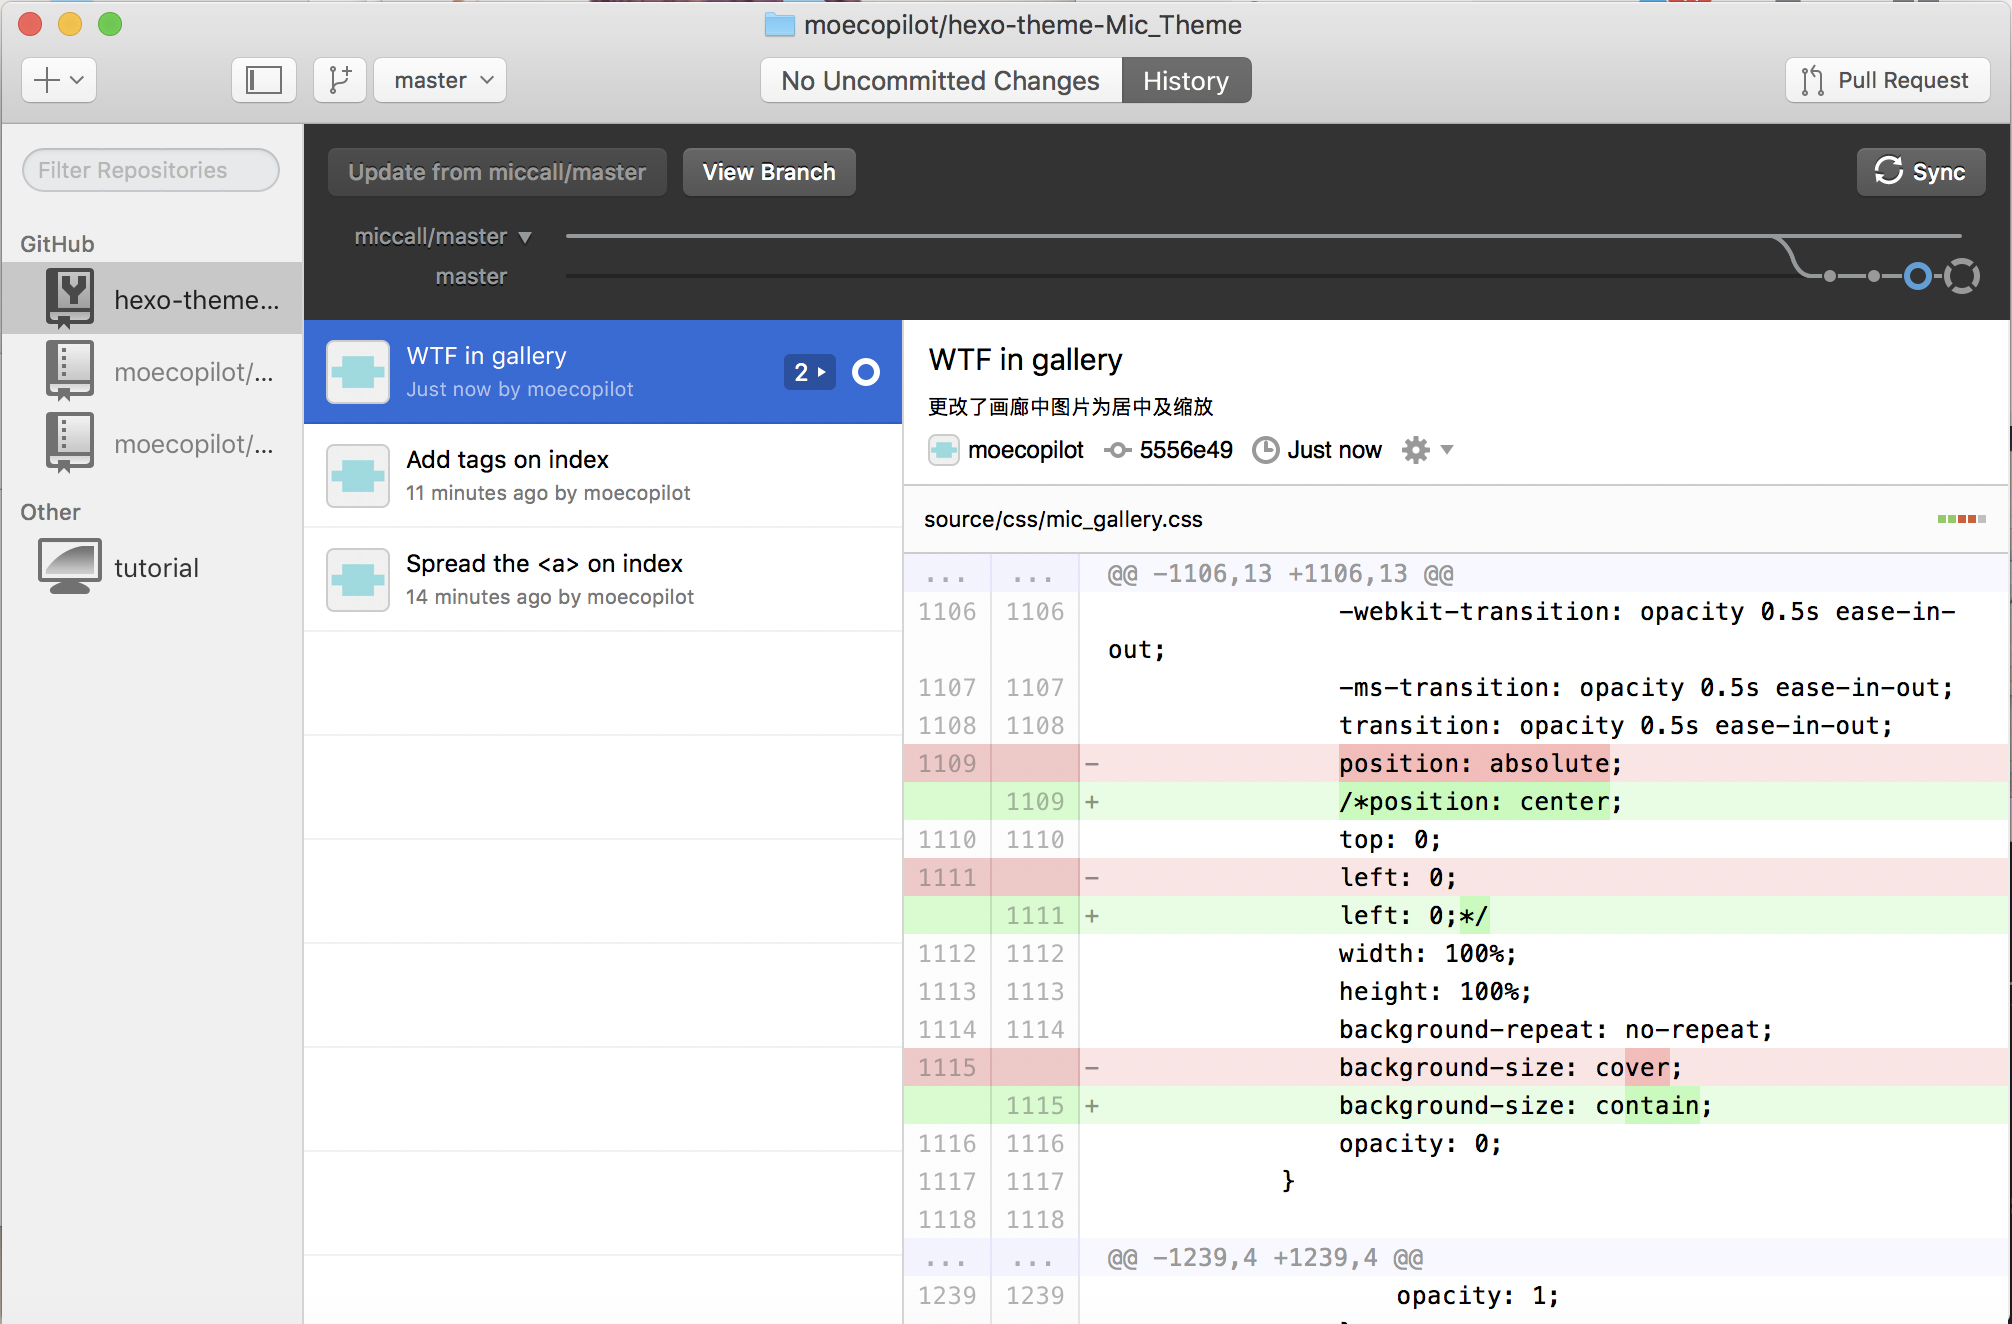 moecopilot/hexo-theme-Mic_Theme
master
No Uncommitted Changes
History
Pull Request
Filter Repositories
GitHub
hexo-theme...
moecopilot/...
moecopilot/...
Other
tutorial
Update from miccall/master
View Branch
Sync
miccall/master
master
WTF in gallery
Just now by moecopilot
2
Add tags on index
11 minutes ago by moecopilot
Spread the <a> on index
14 minutes ago by moecopilot
WTF in gallery
更改了画廊中图片为居中及缩放
moecopilot 5556e49 Just now
source/css/mic_gallery.css
... ... @@ -1106,13 +1106,13 @@
1106 1106 -webkit-transition: opacity 0.5s ease-in-
out;
1107 1107 -ms-transition: opacity 0.5s ease-in-out;
1108 1108 transition: opacity 0.5s ease-in-out;
1109 - position: absolute;
1109 + /*position: center;
1110 1110 top: 0;
1111 - left: 0;
1111 + left: 0;*/
1112 1112 width: 100%;
1113 1113 height: 100%;
1114 1114 background-repeat: no-repeat;
1115 - background-size: cover;
1115 + background-size: contain;
1116 1116 opacity: 0;
1117 1117 }
1118 1118
... ... @@ -1239,4 +1239,4 @@
1239 1239 opacity: 1;